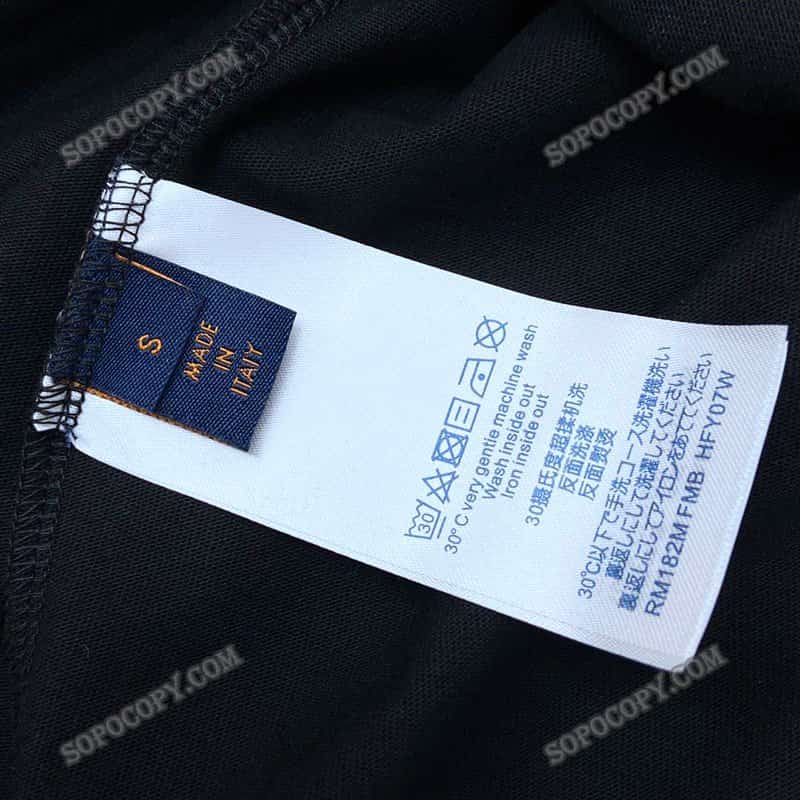 SOPOCOPY.COM
SOPOCOPY.COM
S
MADE
IN
ITALY
30
30° C Very gentle machine wash
Wash inside out
Iron inside out
30摄氏度超揉机洗
反面洗涤
反面製烫
30℃以下で手洗コース洗濯機洗い
裏返しにして洗濯してください
裏返しにしてアイロンをあててください
RM182M FMB HFY07W
SOPOCOPY.COM
SOPOCOPY.COM